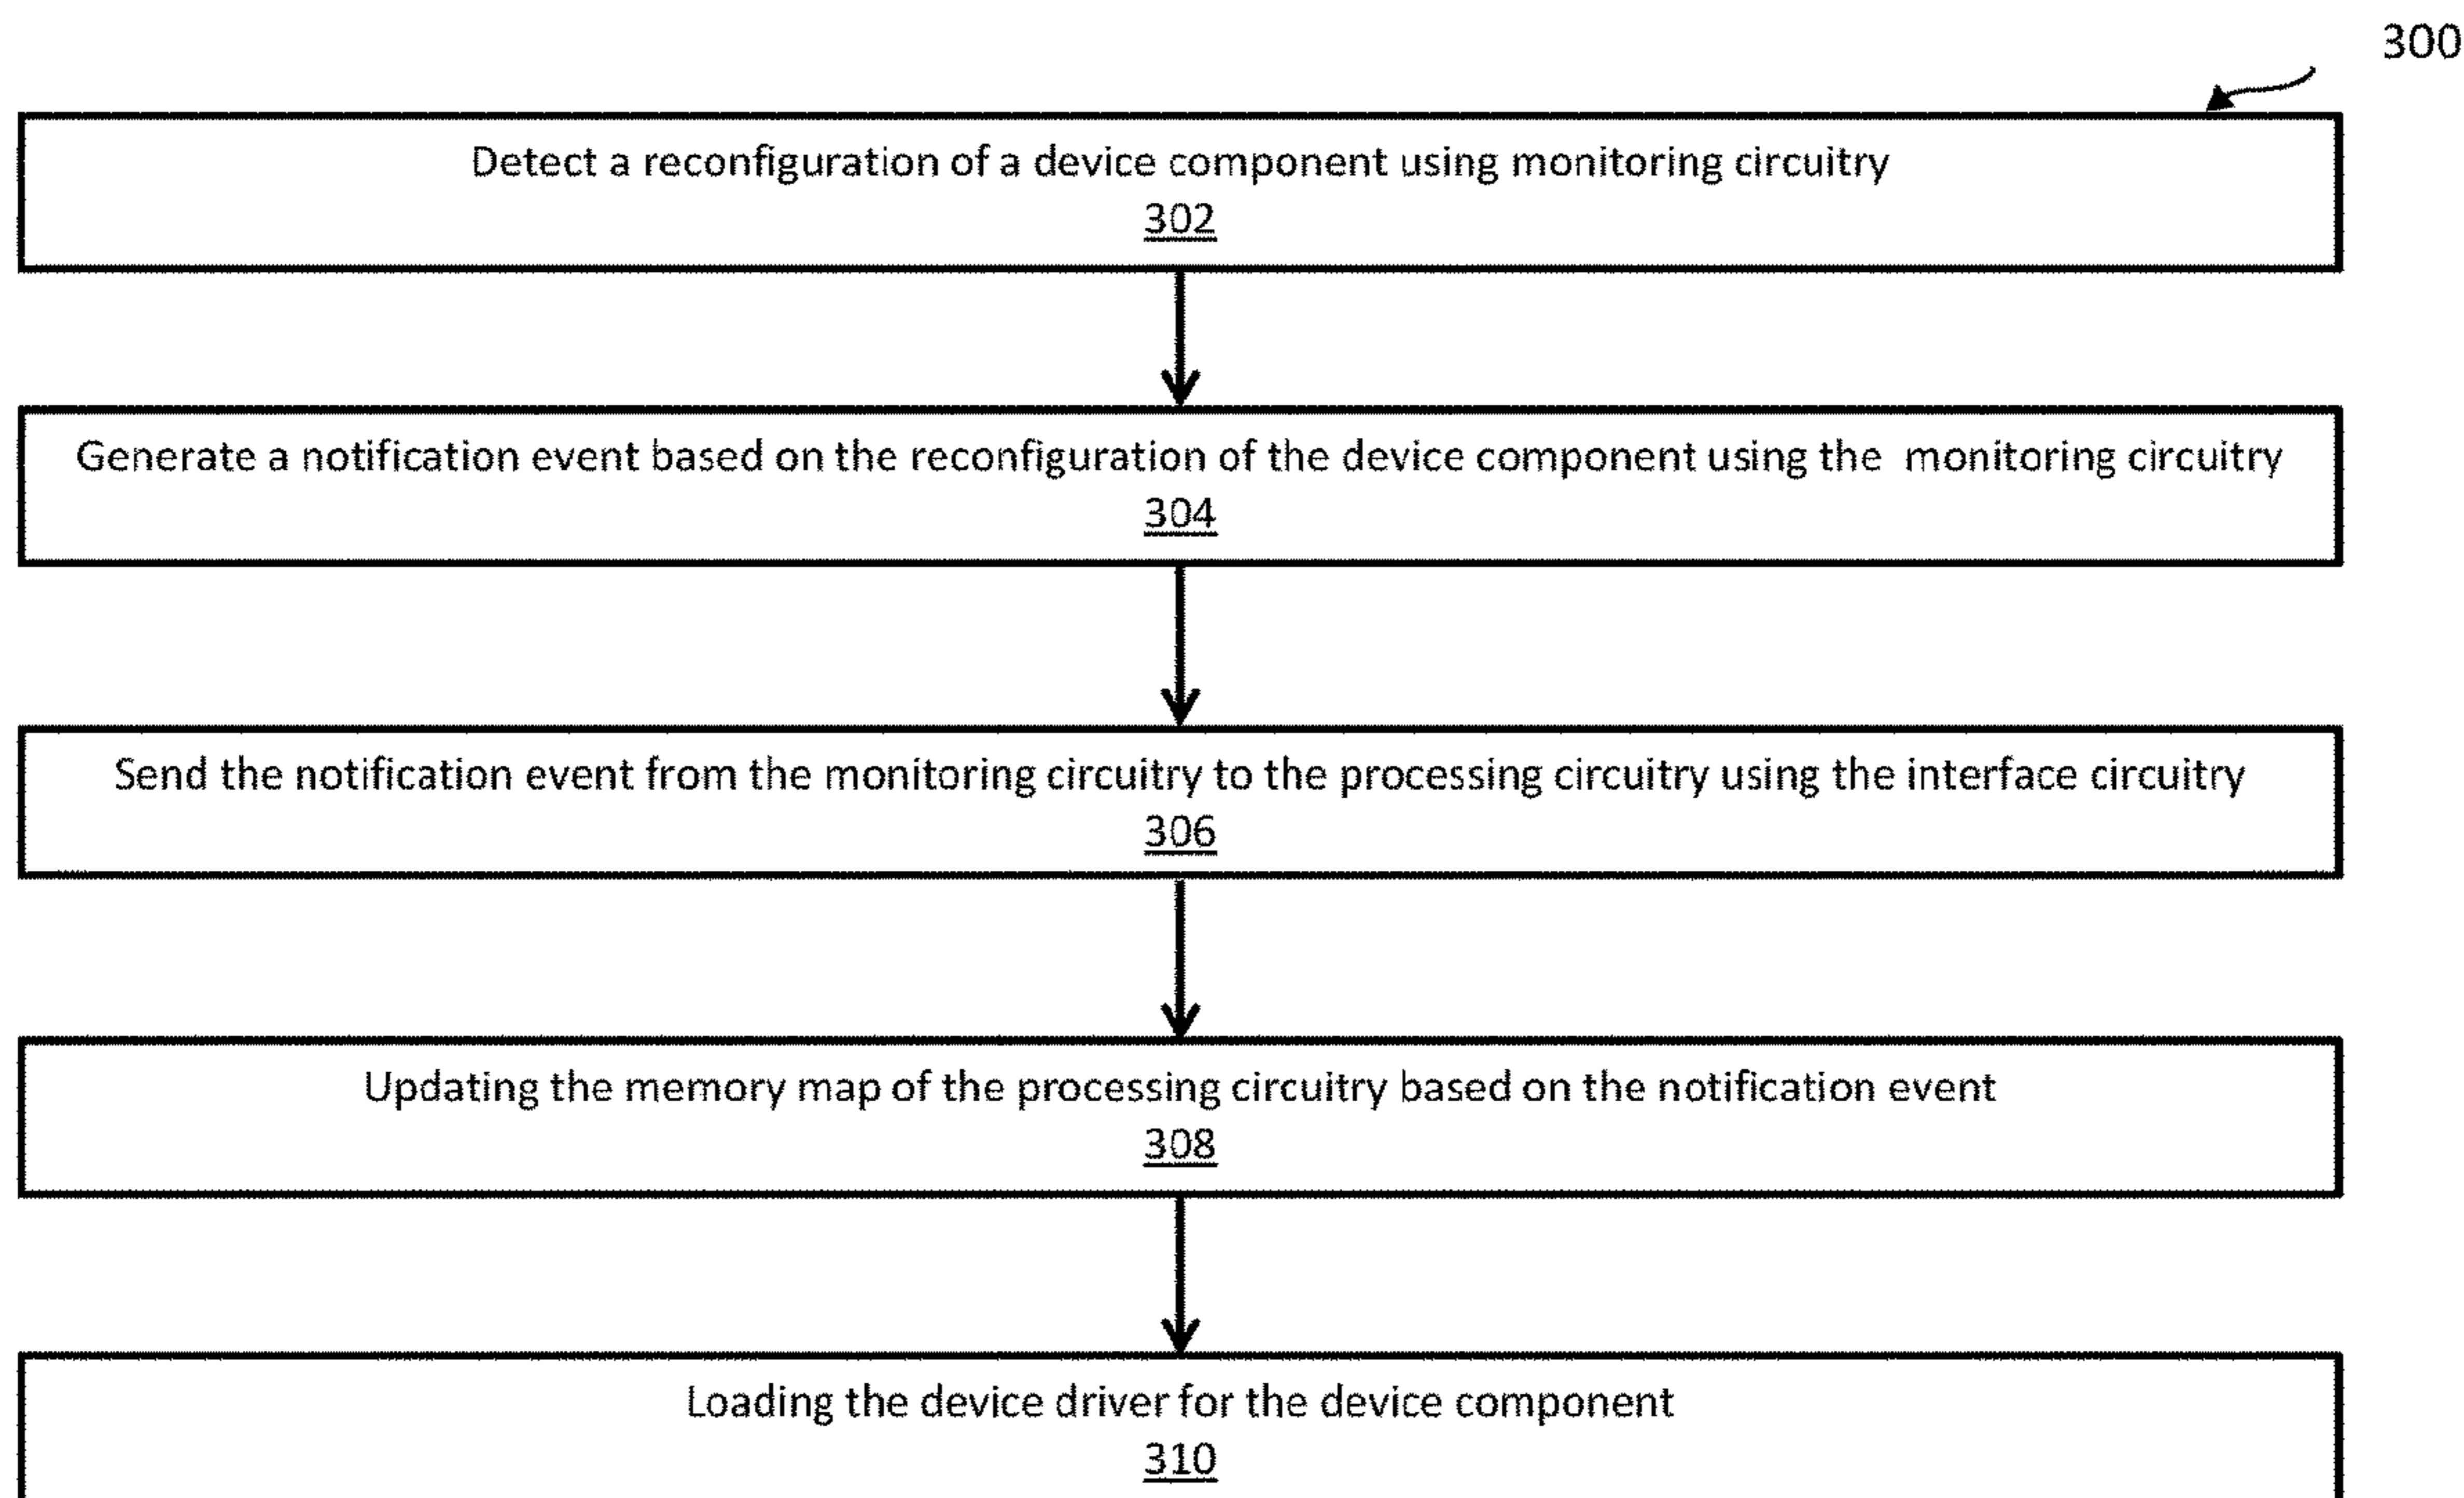 300
Detect a reconfiguration of a device component using monitoring circuitry
302
Generate a notification event based on the reconfiguration of the device component using the monitoring circuitry
304
Send the notification event from the monitoring circuitry to the processing circuitry using the interface circuitry
306
Updating the memory map of the processing circuitry based on the notification event
308
Loading the device driver for the device component
310